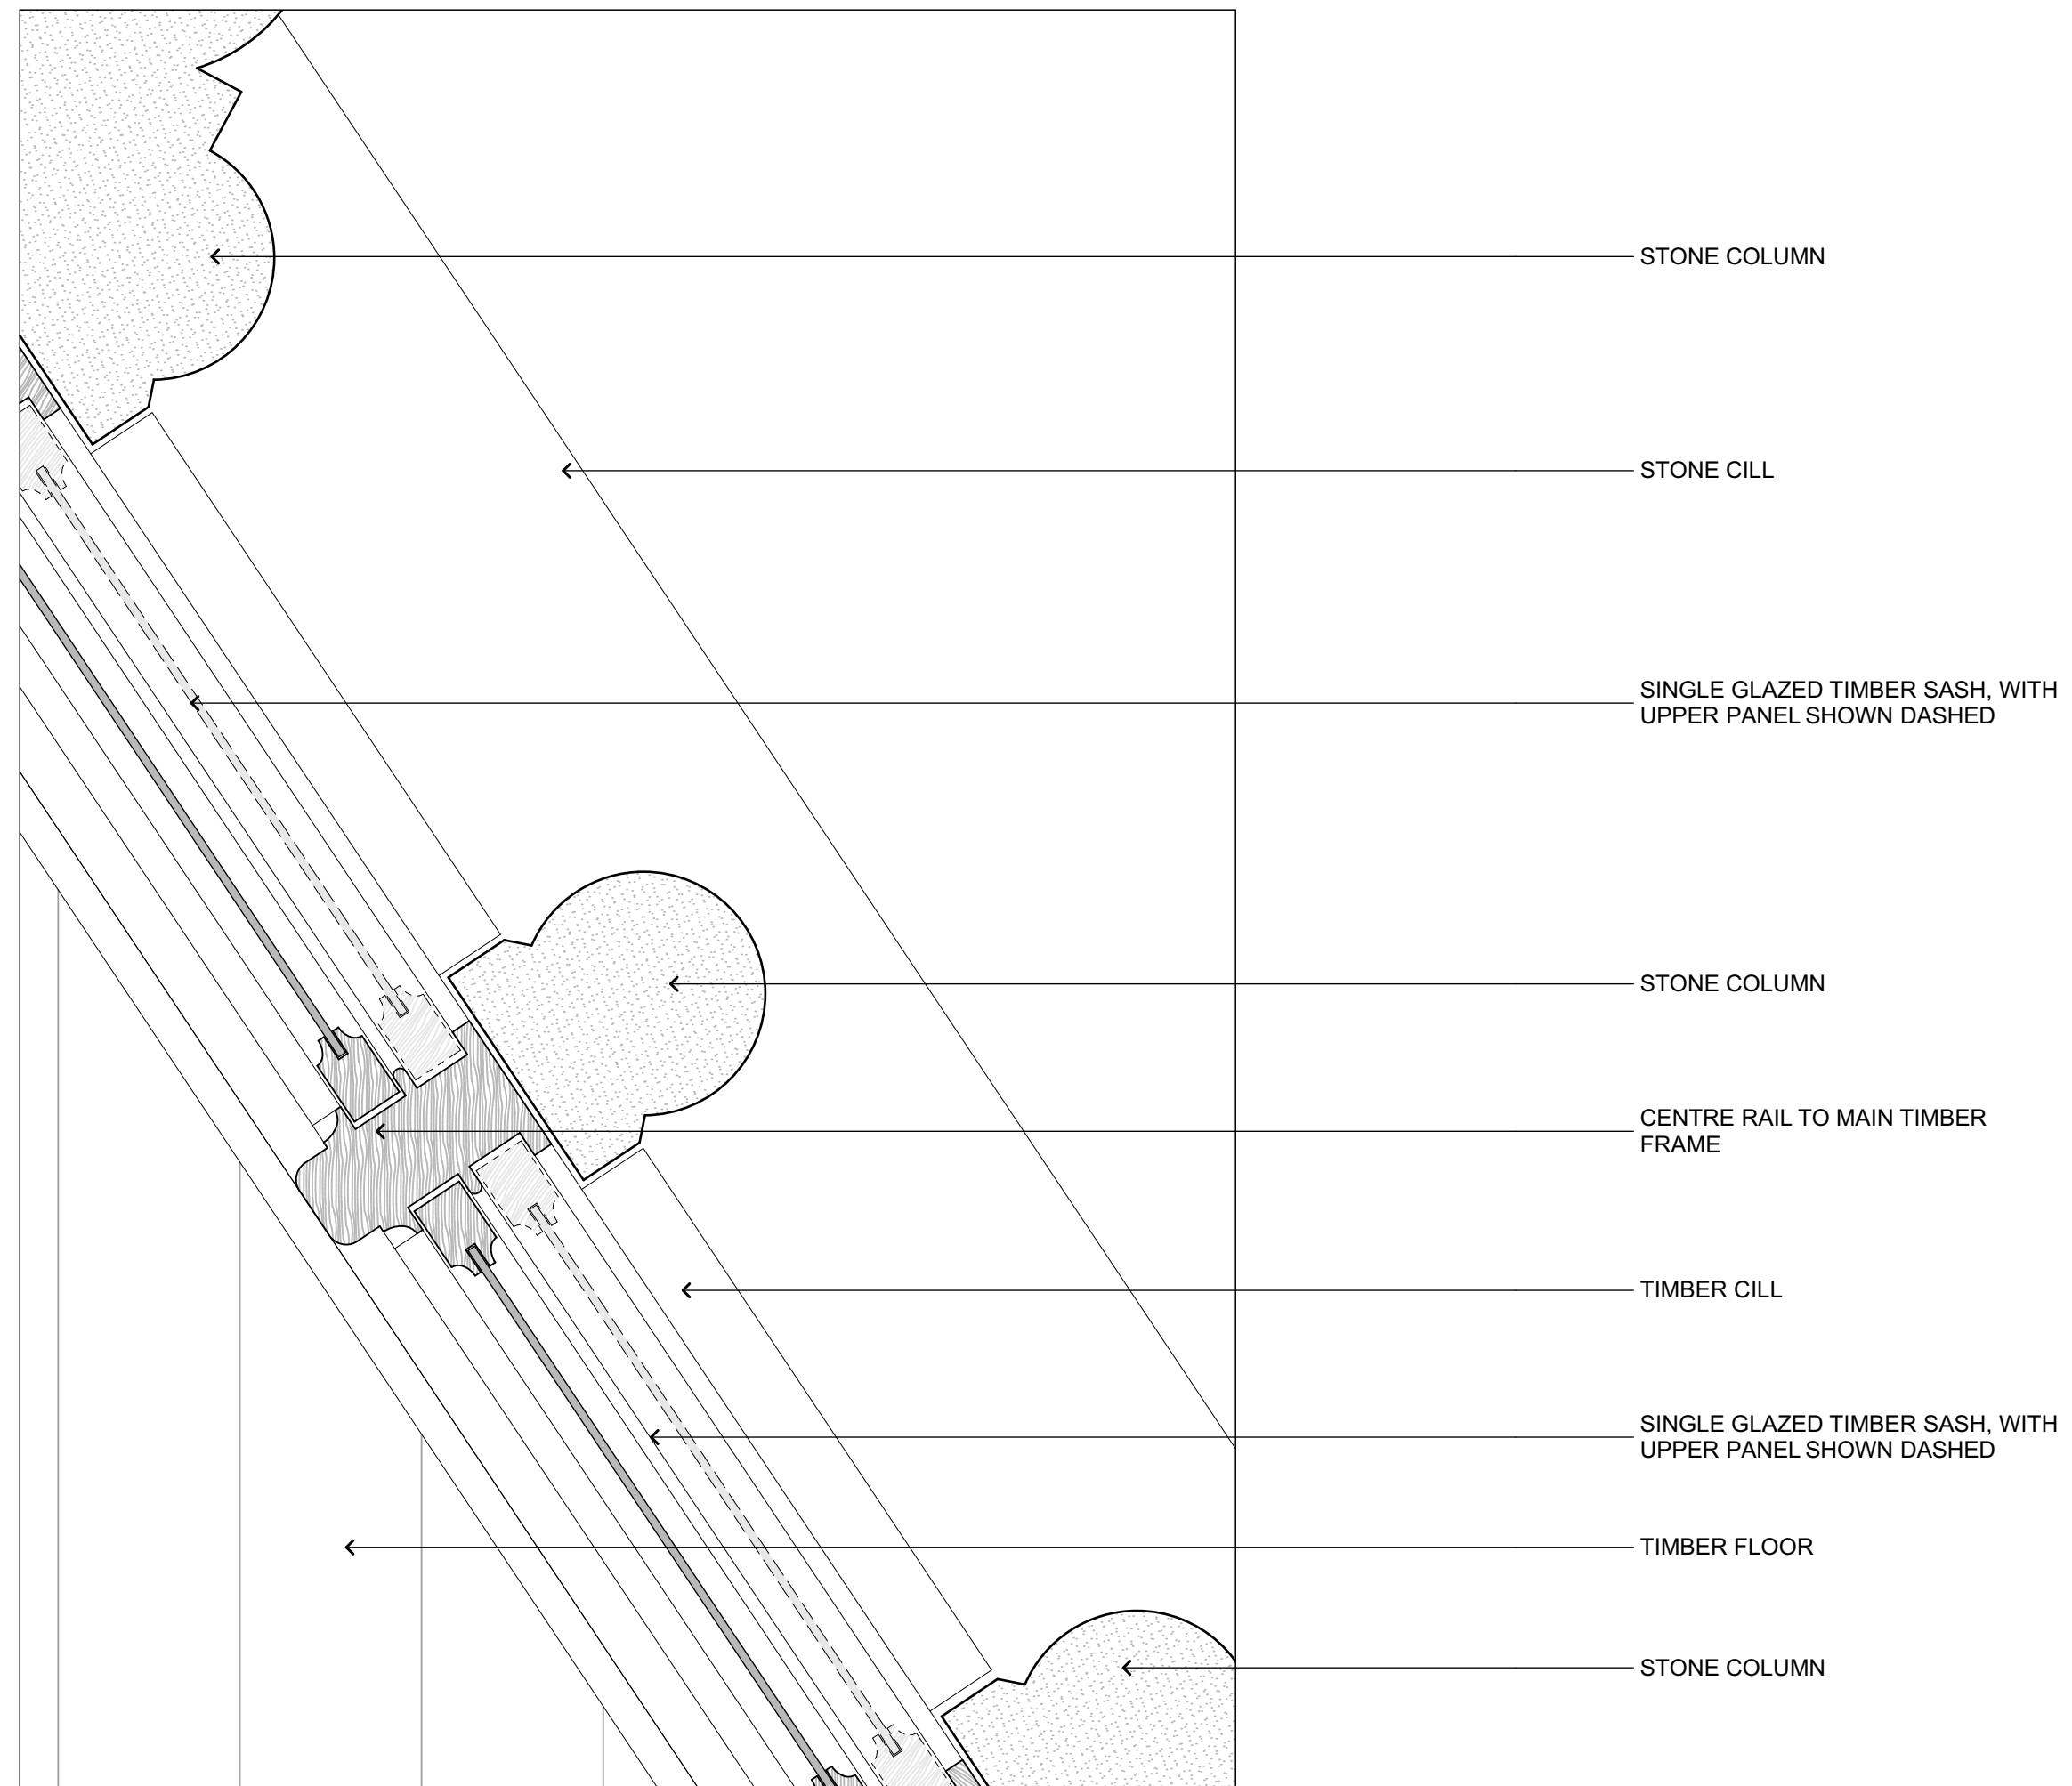 STONE COLUMN
STONE CILL
SINGLE GLAZED TIMBER SASH, WITH
UPPER PANEL SHOWN DASHED
STONE COLUMN
CENTRE RAIL TO MAIN TIMBER
FRAME
TIMBER CILL
SINGLE GLAZED TIMBER SASH, WITH
UPPER PANEL SHOWN DASHED
TIMBER FLOOR
STONE COLUMN